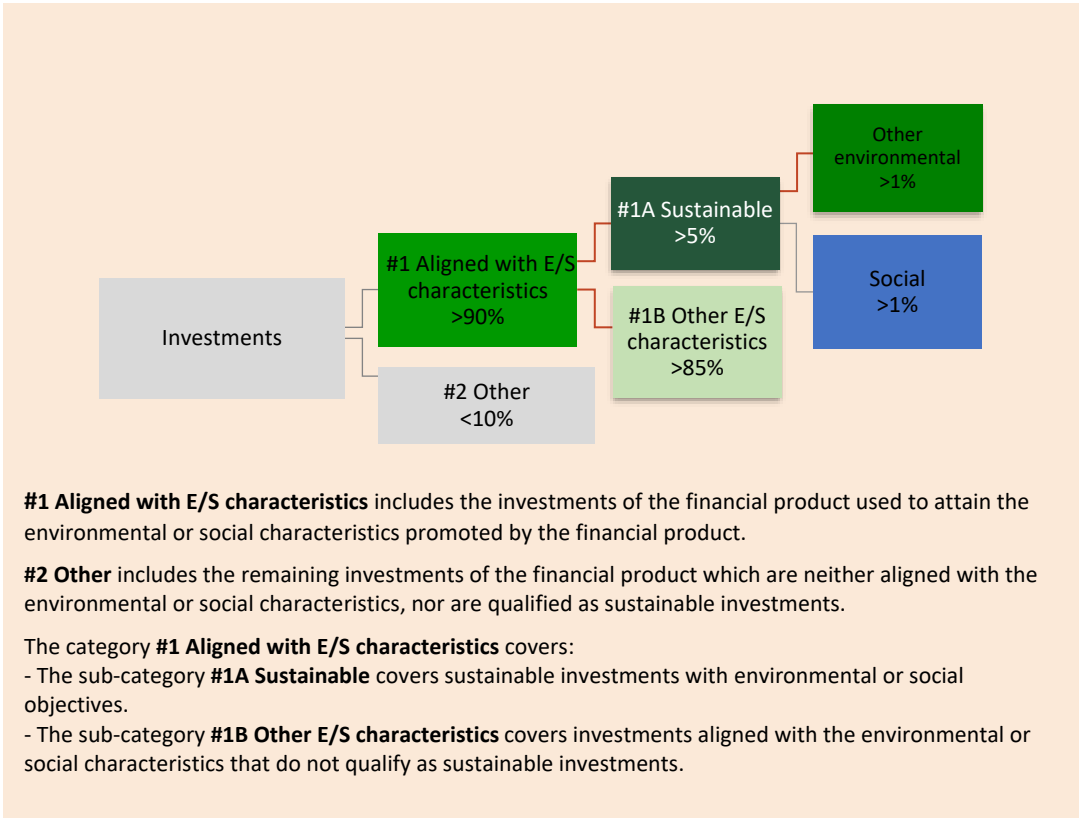 Other
environmental
>1%
#1A Sustainable
>5%
#1 Aligned with E/S
characteristics
>90%
Social
>1%
Investments
#1B Other E/S
characteristics
>85%
#2 Other
<10%
#1 Aligned with E/S characteristics includes the investments of the financial product used to attain the
environmental or social characteristics promoted by the financial product.
#2 Other includes the remaining investments of the financial product which are neither aligned with the
environmental or social characteristics, nor are qualified as sustainable investments.
The category #1 Aligned with E/S characteristics covers:
- The sub-category #1A Sustainable covers sustainable investments with environmental or social
objectives.
- The sub-category #1B Other E/S characteristics covers investments aligned with the environmental or
social characteristics that do not qualify as sustainable investments.